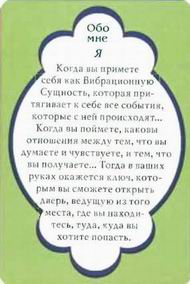 Обо
мне
Я
Когда вы примете
себя как Вибрационную
Сущность, которая при-
тягивает к себе все события,
которые с ней происходят...
Когда вы поймете, каковы
отношения между тем, что вы
думаете и чувствуете, и тем, что
вы получаете... Тогда в ваших
руках окажется ключ, кото-
рым вы сможете открыть
дверь, ведущую из того
места, где вы находи-
тесь, туда, куда вы
хотите попасть.